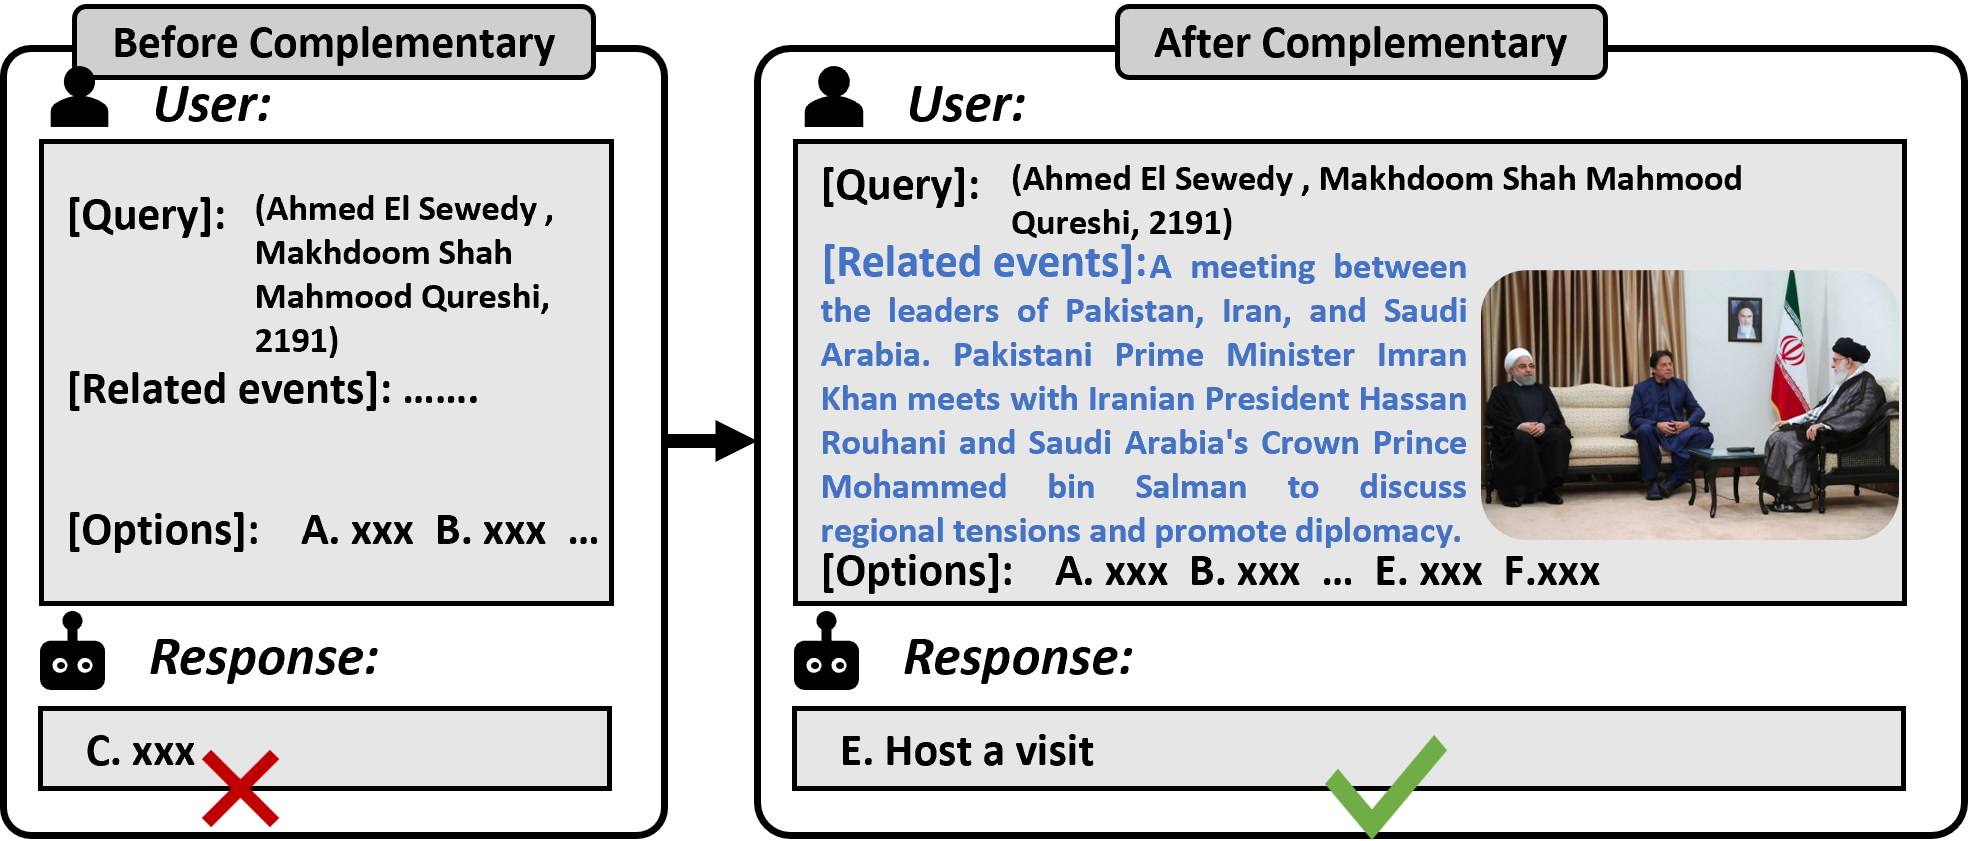 Before Complementary
User:
[Query]: (Ahmed El Sewedy ,
Makhdoom Shah
Mahmood Qureshi,
2191)
[Related events]: .......
[Options]: A. xxx B. xxx ...
Response:
C. xxx
After Complementary
User:
[Query]: (Ahmed El Sewedy , Makhdoom Shah Mahmood
Qureshi, 2191)
[Related events]: A meeting between
the leaders of Pakistan, Iran, and Saudi
Arabia. Pakistani Prime Minister Imran
Khan meets with Iranian President Hassan
Rouhani and Saudi Arabia's Crown Prince
Mohammed bin Salman to discuss
regional tensions and promote diplomacy.
[Options]: A. xxx B. xxx ... E. xxx F.xxx
Response:
E. Host a visit